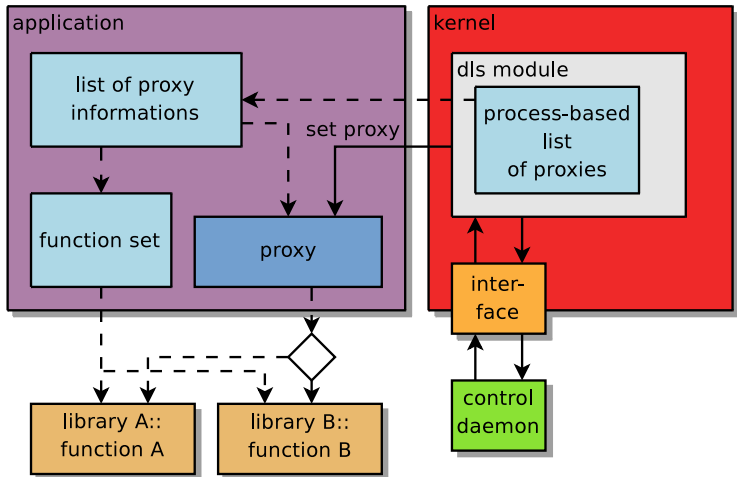 application
list of proxy
informations
function set
proxy
set proxy
kernel
dls module
process-based
list
of proxies
inter-
face
control
daemon
library A::
function A
library B::
function B